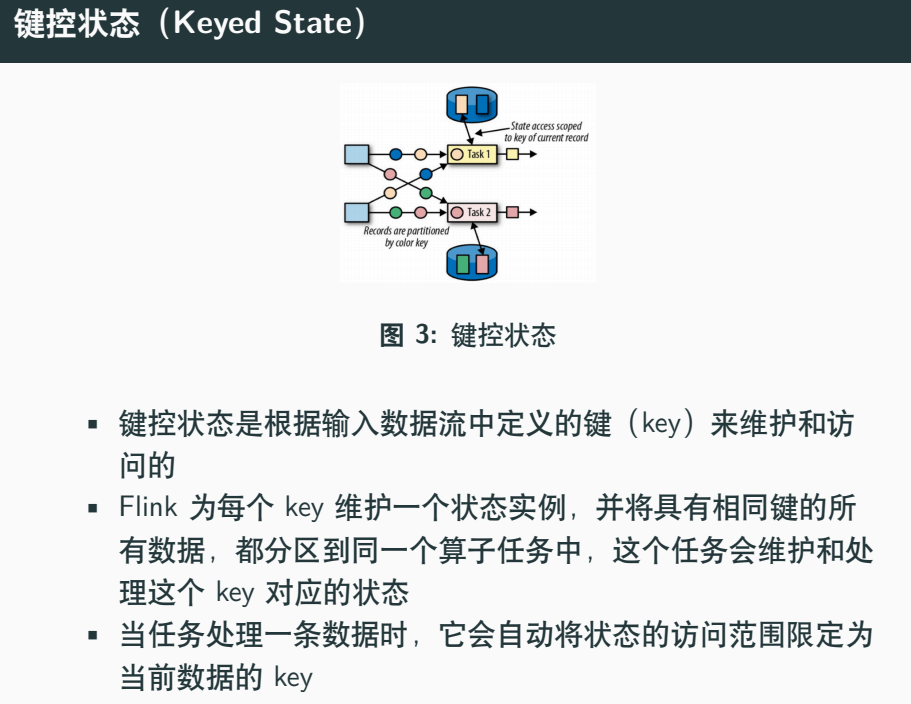 键控状态（Keyed State）
State access scoped
to key of current record
Task 1
Task 2
Records are partitioned
by color key
图 3: 键控状态
▪ 键控状态是根据输入数据流中定义的键（key）来维护和访
问的
▪ Flink 为每个 key 维护一个状态实例，并将具有相同键的所
有数据，都分区到同一个算子任务中，这个任务会维护和处
理这个 key 对应的状态
▪ 当任务处理一条数据时，它会自动将状态的访问范围限定为
当前数据的 key